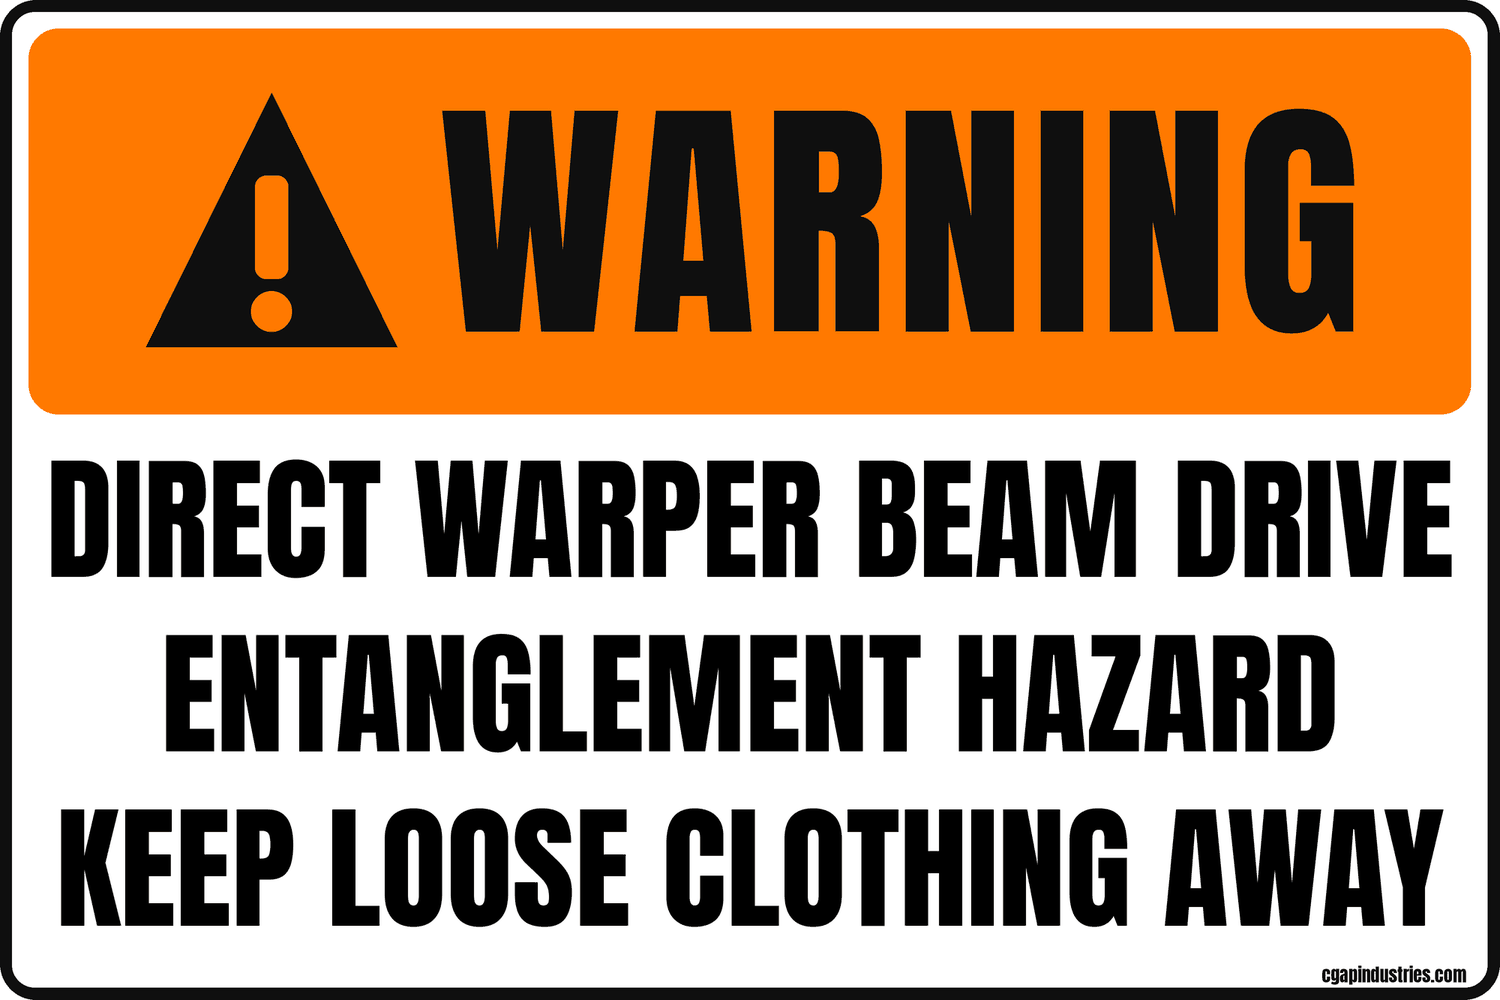 WARNING
DIRECT WARPER BEAM DRIVE
ENTANGLEMENT HAZARD
KEEP LOOSE CLOTHING AWAY
cgapindustries.com